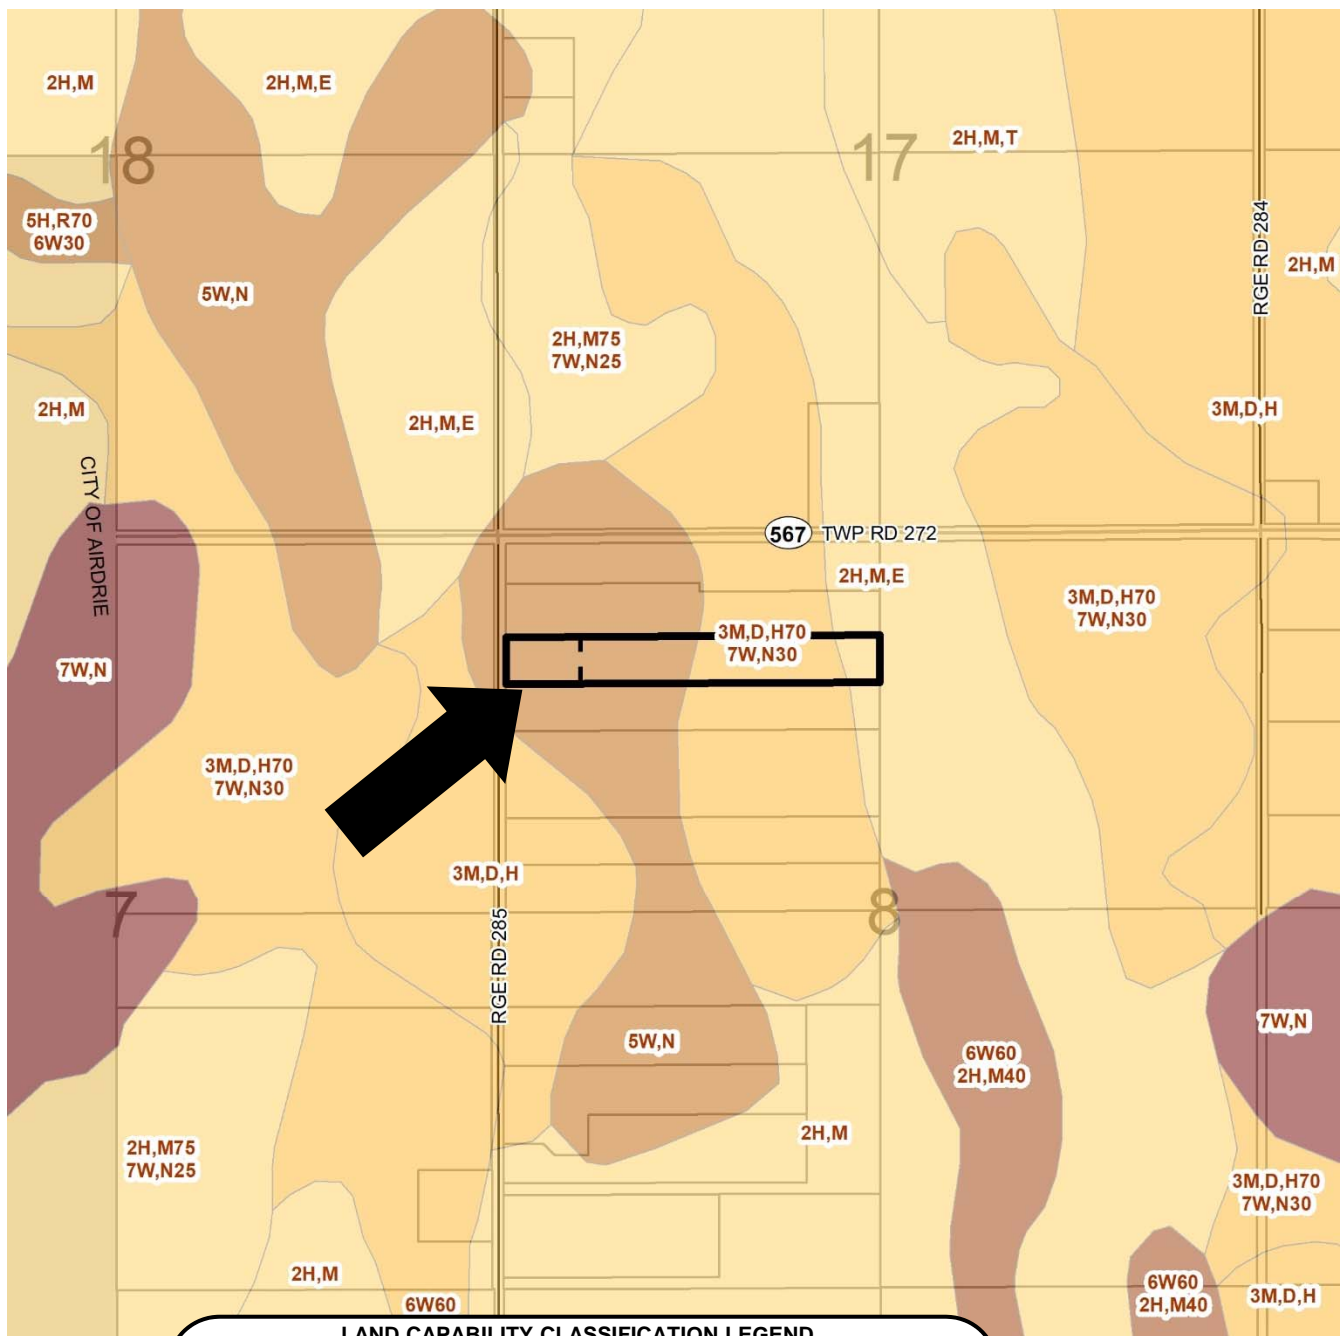 2H,M
2H,M,E
18
17
2H,M,T
5H,R70
6W30
RGE RD 284
2H,M
5W,N
2H,M75
7W,N25
2H,M
2H,M,E
3M,D,H
CITY OF AIRDRIE
567
TWP RD 272
2H,M,E
3M,D,H70
7W,N30
3M,D,H70
7W,N30
7W,N
3M,D,H70
7W,N30
3M,D,H
7
8
RGE RD 285
7W,N
5W,N
6W60
2H,M40
2H,M
2H,M75
7W,N25
3M,D,H70
7W,N30
2H,M
6W60
6W60
2H,M40
3M,D,H
LAND CAPABILITY CLASSIFICATION LEGEND